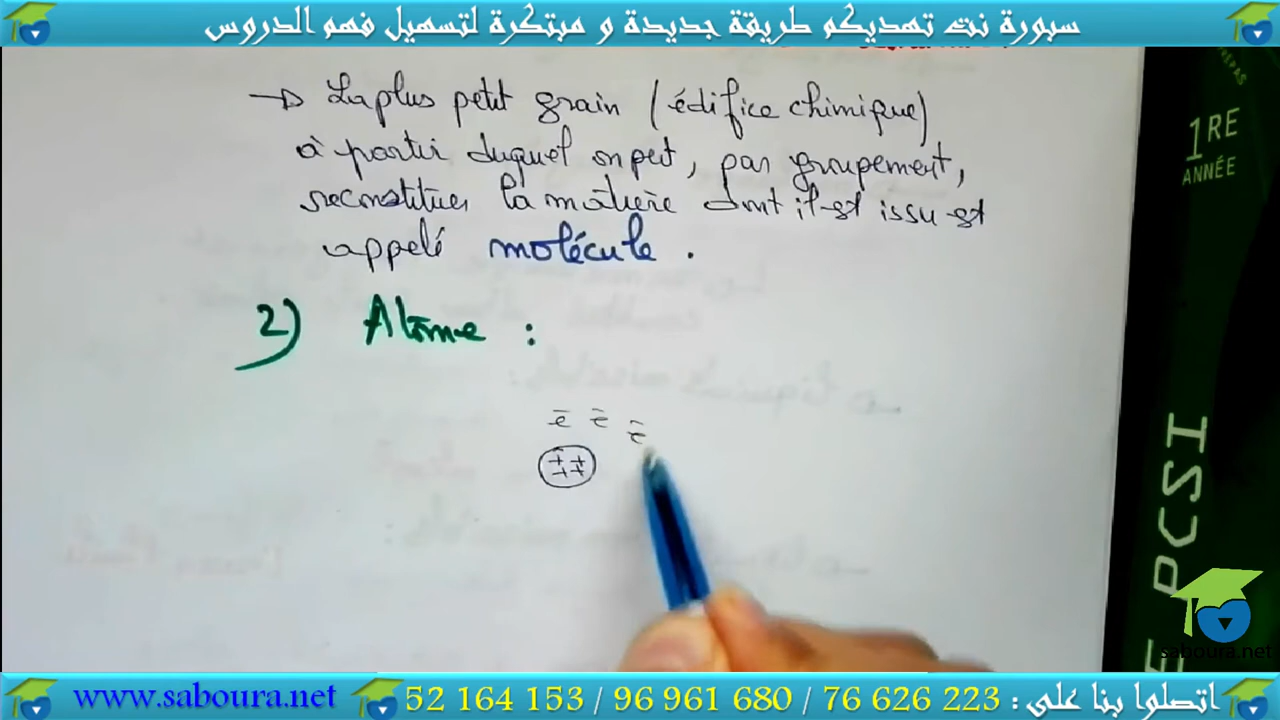 سبورة نت تهديكم طريقة جديدة و مبتكرة لتسهيل فهم الدروس
→ La plus petit grain (édifice chimique)
à partir duquel on peut, par groupement,
reconstituer la matière dont il est issu est
appelé molécule.
2) Atome :
e⁻ e⁻ e⁻
++
++
PREPAS
1RE
ANNÉE
PCSI
saboura.net
www.saboura.net
52 164 153 / 96 961 680 / 76 626 223 : اتصلوا بنا على